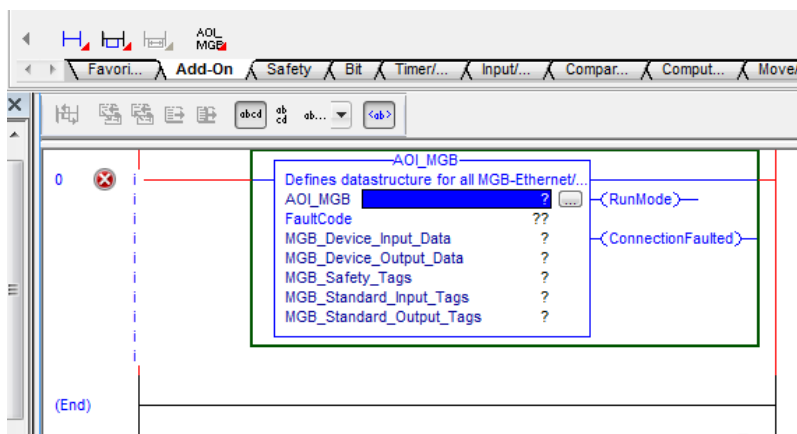 AOI_
MGB
Favori... Add-On Safety Bit Timer/... Input/... Compar... Comput... Move/
abcd ab cd ab... <ab>
AOI_MGB
0 i Defines datastructure for all MGB-Ethernet/...
i AOI_MGB ? ... (RunMode)
i FaultCode ??
i MGB_Device_Input_Data ? (ConnectionFaulted)
i MGB_Device_Output_Data ?
i MGB_Safety_Tags ?
i MGB_Standard_Input_Tags ?
i MGB_Standard_Output_Tags ?
i
i
(End)